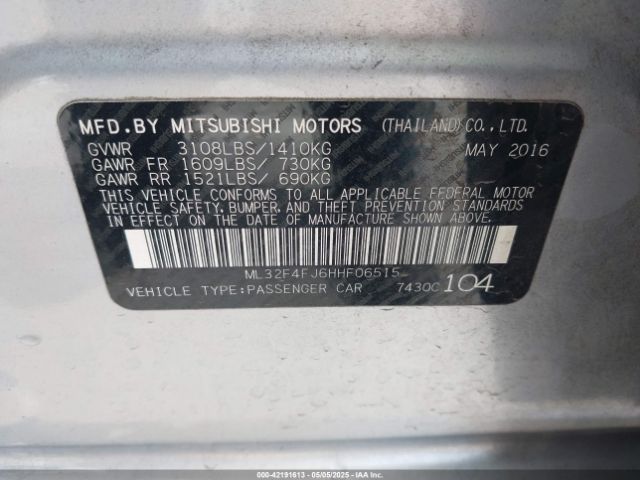 MFD.BY MITSUBISHI MOTORS (THAILAND)CO.,LTD.
GVWR 3108LBS/1410KG MAY 2016
GAWR FR 1609LBS/ 730KG
GAWR RR 1521LBS/ 690KG
THIS VEHICLE CONFORMS TO ALL APPLICABLE FEDERAL MOTOR
VEHICLE SAFETY, BUMPER, AND THEFT PREVENTION STANDARDS
IN EFFECT ON THE DATE OF MANUFACTURE SHOWN ABOVE.
ML32F4FJ6HHF06515
VEHICLE TYPE:PASSENGER CAR 7430C 104
000-42191613 - 05/05/2025 - IAAI.COM